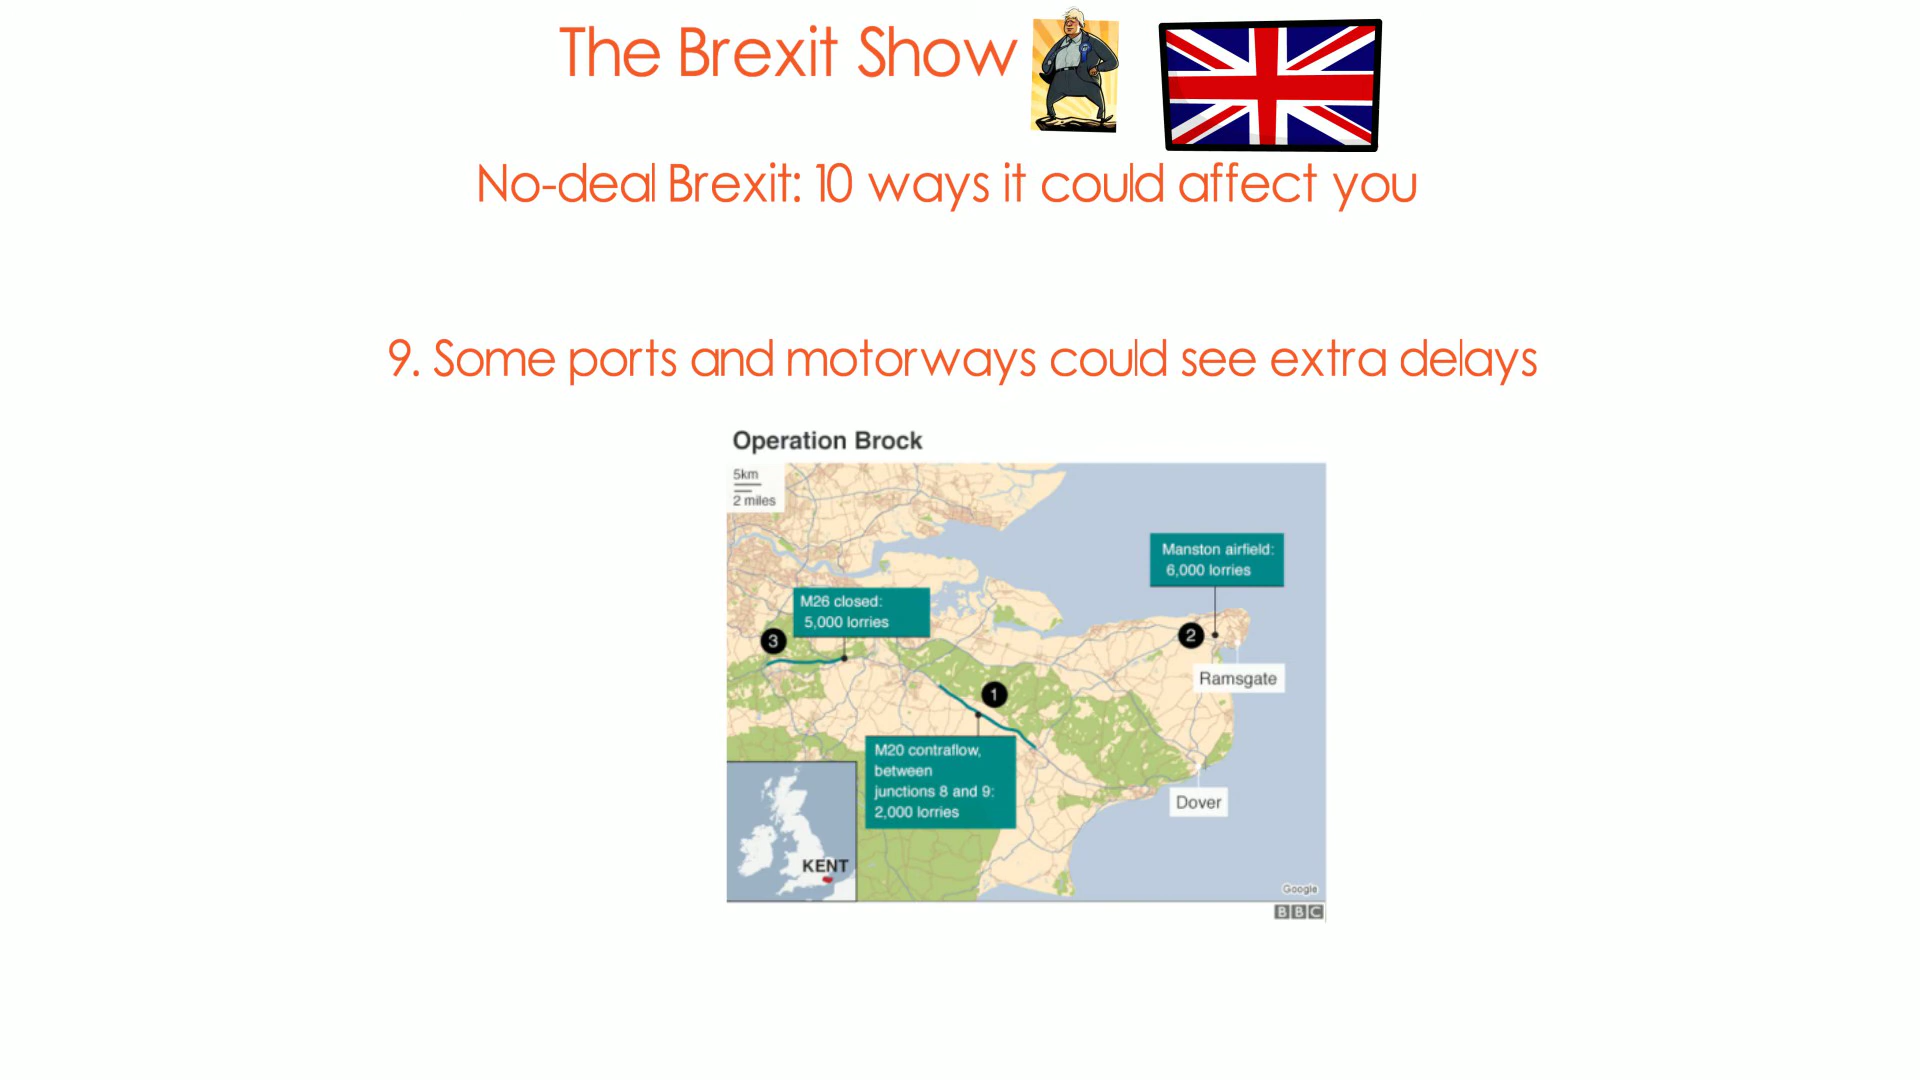 The Brexit Show
No-deal Brexit: 10 ways it could affect you
9. Some ports and motorways could see extra delays
Operation Brock
5km
2 miles
Manston airfield:
6,000 lorries
M26 closed:
5,000 lorries
3
2
Ramsgate
1
M20 contraflow,
between
junctions 8 and 9:
2,000 lorries
Dover
KENT
Google
BBC